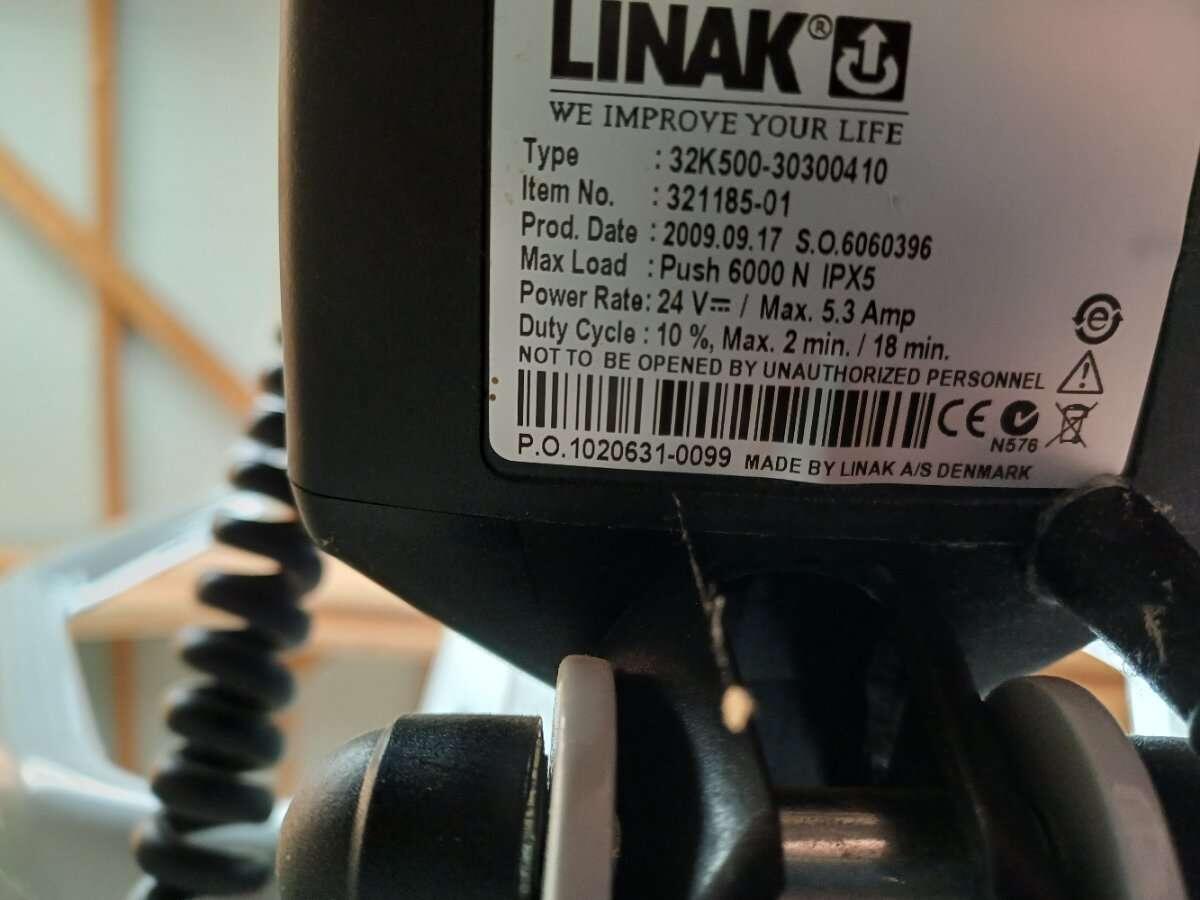 LINAK®
WE IMPROVE YOUR LIFE
Type : 32K500-30300410
Item No. : 321185-01
Prod. Date : 2009.09.17 S.O.6060396
Max Load : Push 6000 N IPX5
Power Rate: 24 V⎓ / Max. 5.3 Amp
Duty Cycle : 10 %, Max. 2 min. / 18 min.
NOT TO BE OPENED BY UNAUTHORIZED PERSONNEL
CE
N576
P.O.1020631-0099 MADE BY LINAK A/S DENMARK